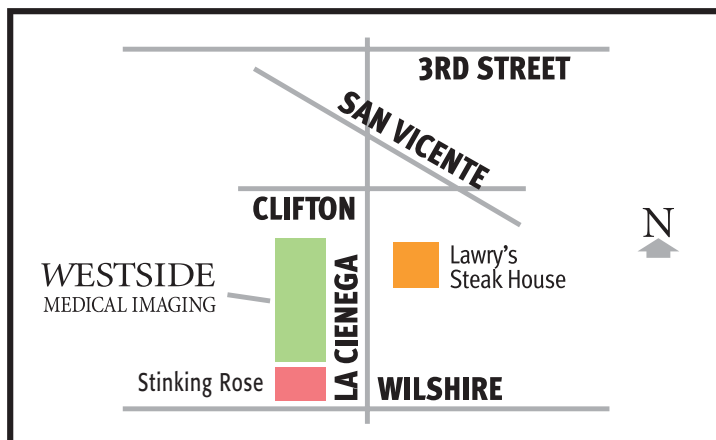 3RD STREET
SAN VICENTE
CLIFTON
N
WESTSIDE
MEDICAL IMAGING
LA CIENEGA
Lawry's
Steak House
Stinking Rose
WILSHIRE